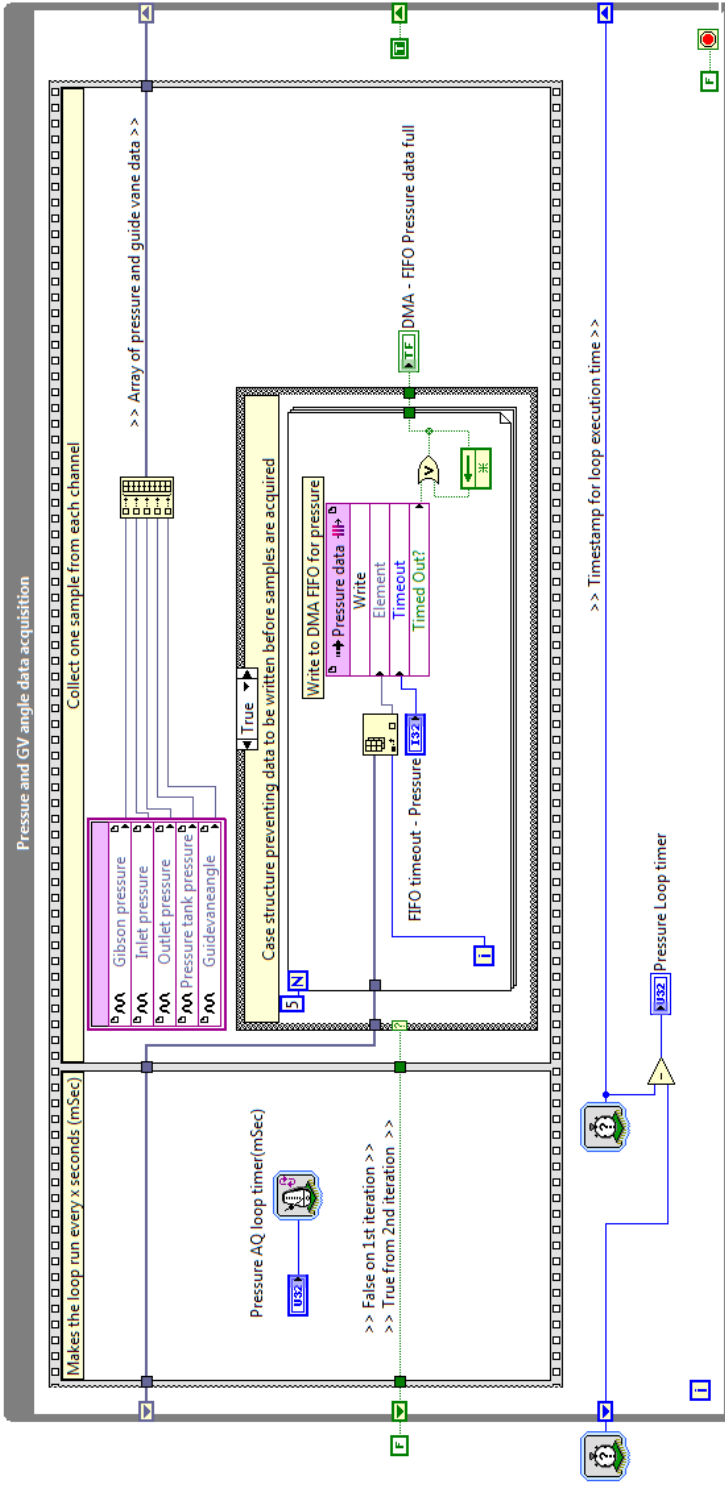 Pressue and GV angle data acquisition
Makes the loop run every x seconds (mSec)
Pressure AQ loop timer(mSec)
U32
>> False on 1st iteration >>
>> True from 2nd iteration >>
F
Collect one sample from each channel
Gibson pressure
Inlet pressure
Outlet pressure
Pressure tank pressure
Guidevaneangle
>> Array of pressure and guide vane data >>
True
Case structure preventing data to be written before samples are acquired
5
N
Write to DMA FIFO for pressure
Pressure data
Write
Element
Timeout
Timed Out?
I32
FIFO timeout - Pressure
i
V
TF
DMA - FIFO Pressure data full
T
>> Timestamp for loop execution time >>
U32
Pressure Loop timer
i
F